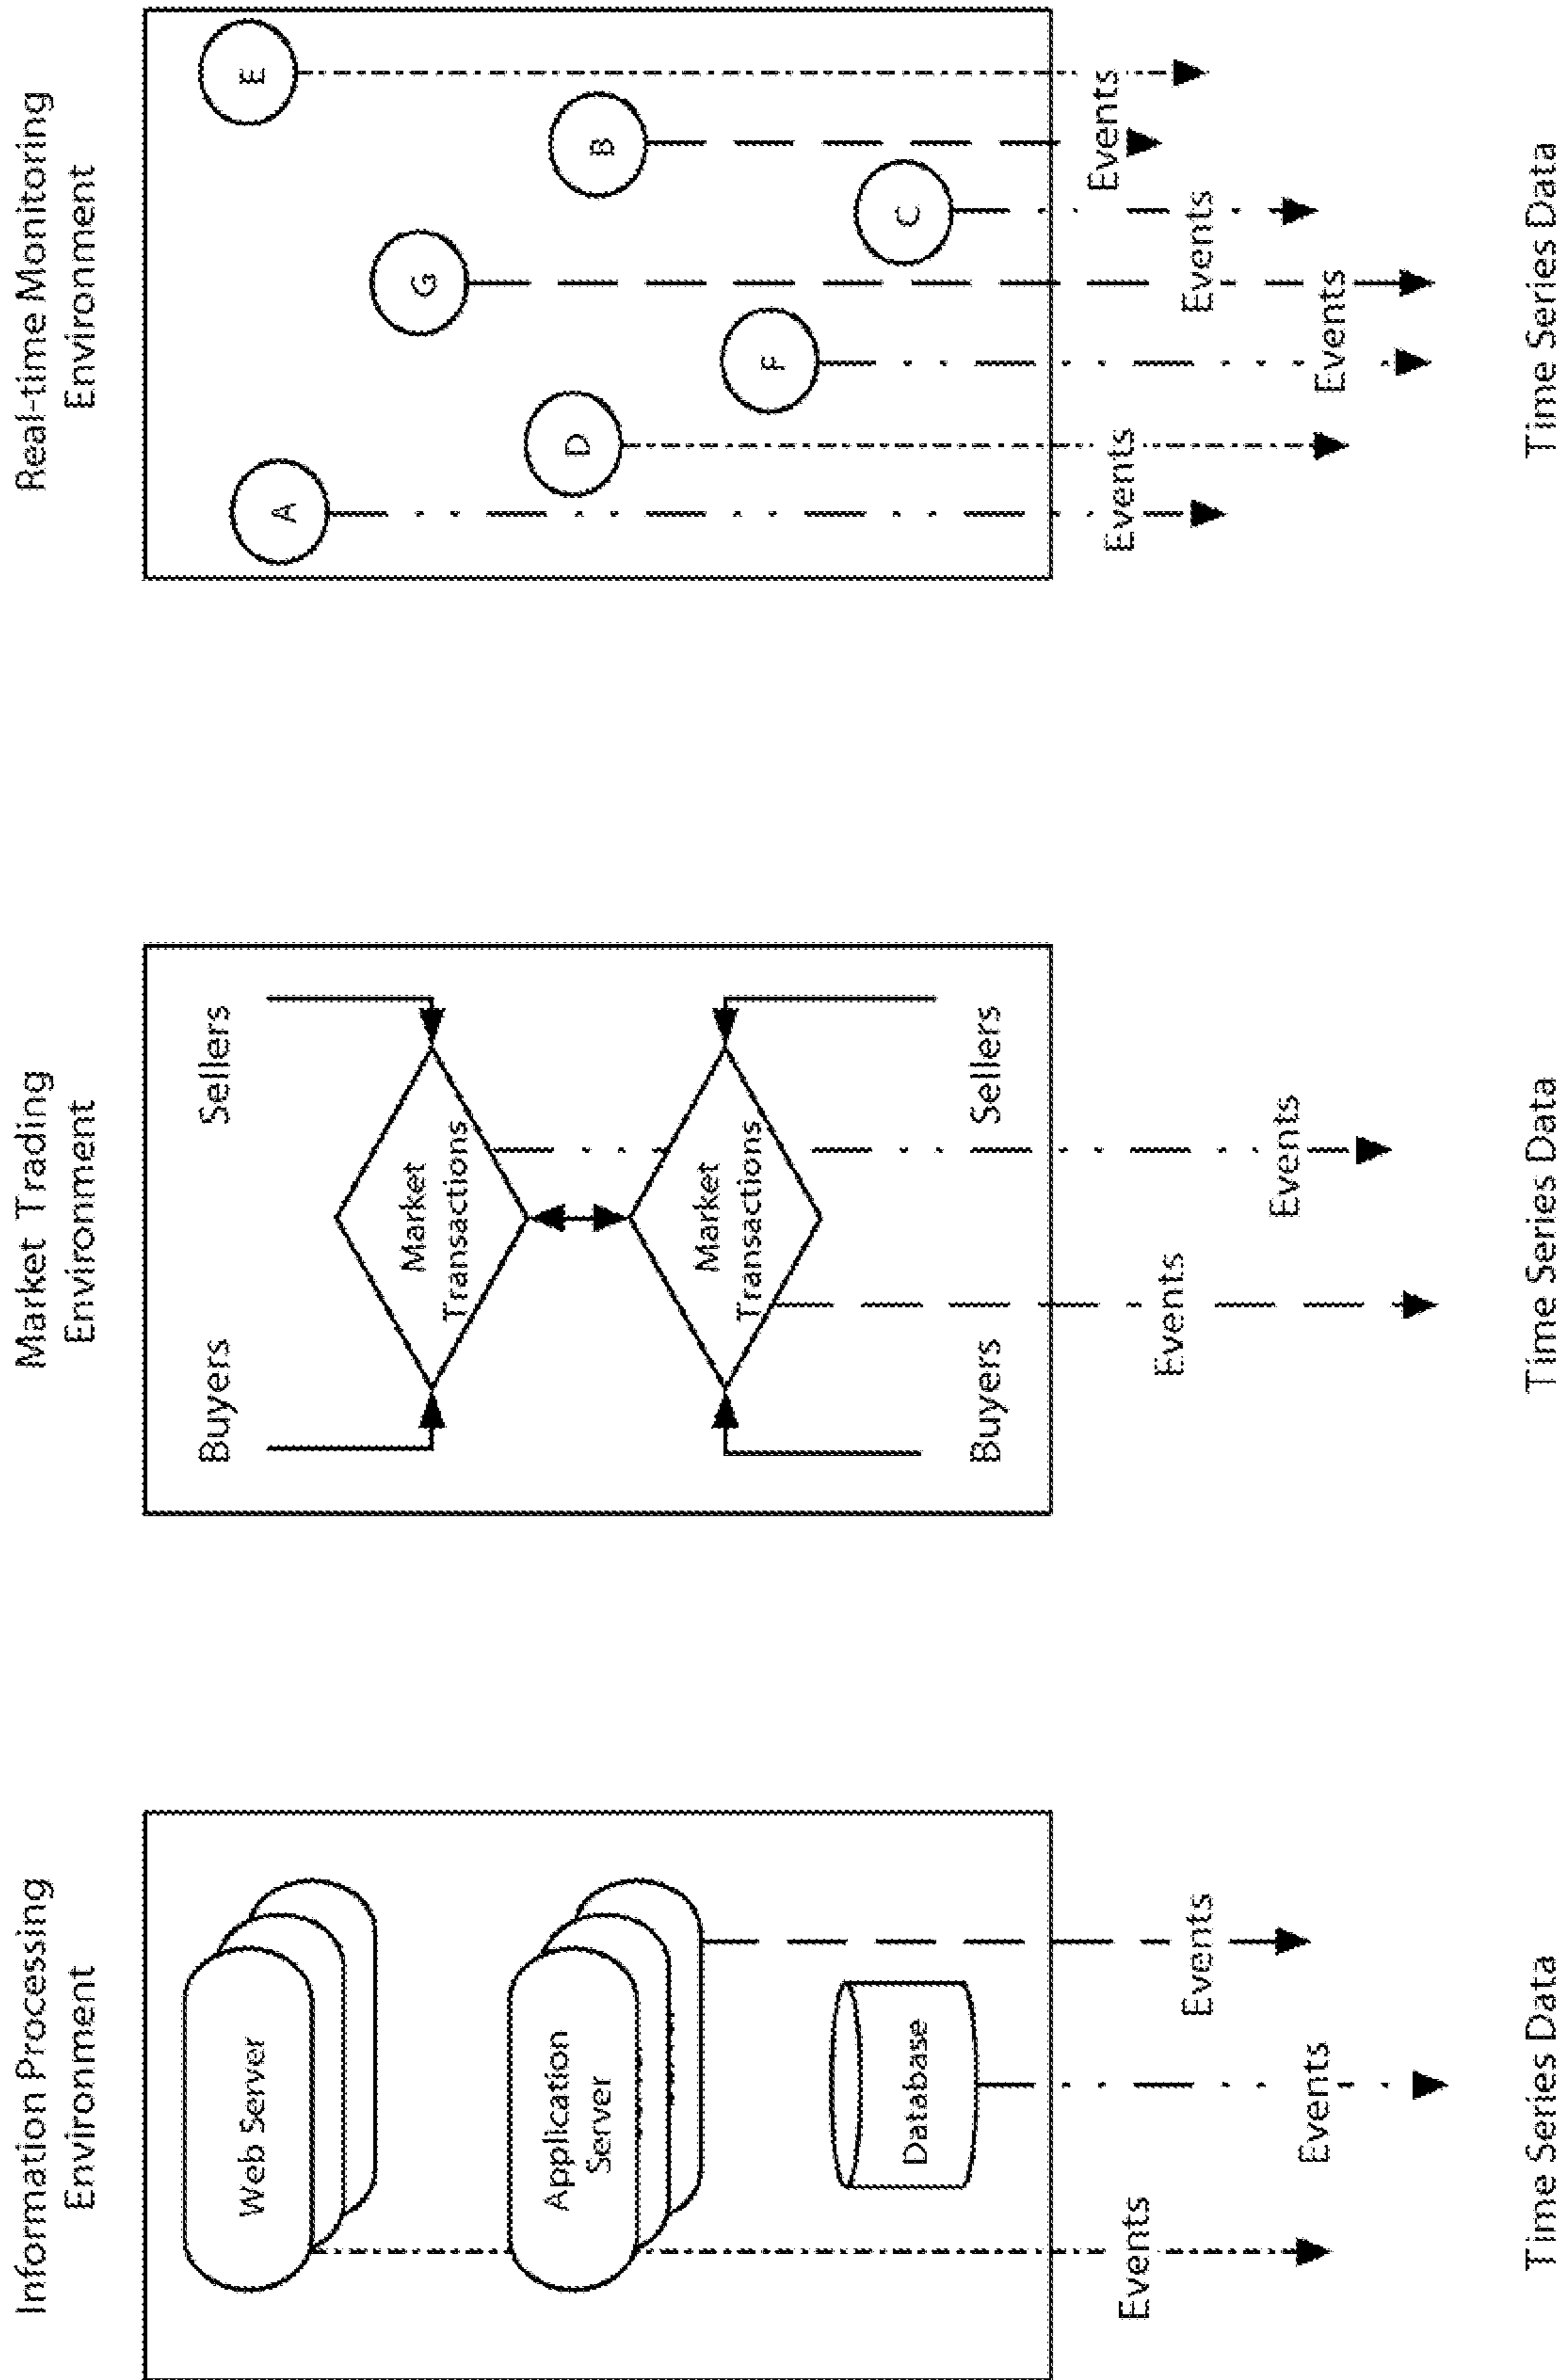 Information Processing
Environment
Web Server
Application
Server
Database
Events
Events
Events
Time Series Data
Market Trading
Environment
Buyers
Sellers
Market
Transactions
Market
Transactions
Buyers
Sellers
Events
Events
Time Series Data
Real-time Monitoring
Environment
E
A
G
B
D
F
C
Events
Events
Events
Events
Time Series Data